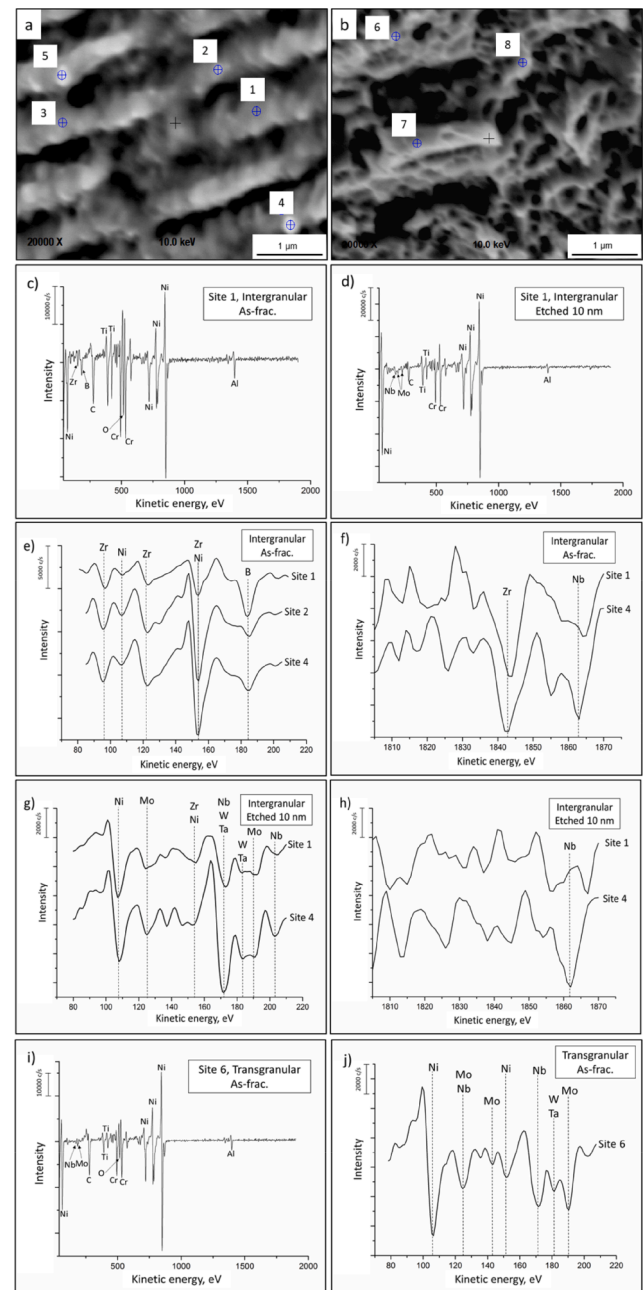 a
5
2
3
1
4
20000 X
10.0 keV
1 µm
b
6
8
7
10.0 keV
1 µm
c)
10000 c/s
Site 1, Intergranular
As-frac.
Ni
Ni
Ti
Ti
Zr
B
C
O
Cr
Cr
Ni
Ni
Al
Intensity
500
1000
1500
2000
Kinetic energy, eV
d)
20000 c/s
Site 1, Intergranular
Etched 10 nm
Ni
Ni
Ni
Ti
C
Ti
Nb
Mo
Cr
Cr
Ni
Al
Intensity
500
1000
1500
2000
Kinetic energy, eV
e)
5000 c/s
Intergranular
As-frac.
Zr
Ni
Zr
Zr
Ni
B
Site 1
Site 2
Site 4
Intensity
60 80 100 120 140 160 180 200 220
Kinetic energy, eV
f)
2000 c/s
Intergranular
As-frac.
Zr
Nb
Site 1
Site 4
Intensity
1810 1820 1830 1840 1850 1860 1870
Kinetic energy, eV
g)
2000 c/s
Intergranular
Etched 10 nm
Ni
Mo
Zr
Ni
Nb
W
Ta
W
Ta
Mo
Nb
Site 1
Site 4
Intensity
80 100 120 140 160 180 200 220
Kinetic energy, eV
h)
2000 c/s
Intergranular
Etched 10 nm
Nb
Site 1
Site 4
Intensity
1810 1820 1830 1840 1850 1860 1870
Kinetic energy, eV
i)
10000 c/s
Site 6, Transgranular
As-frac.
Ni
Ni
Ni
Ti
Ti
Nb
Mo
C
O
Cr
Cr
Ni
Al
Intensity
500
1000
1500
2000
Kinetic energy, eV
j)
2000 c/s
Transgranular
As-frac.
Ni
Mo
Nb
Mo
Ni
Nb
W
Ta
Mo
Site 6
Intensity
80 100 120 140 160 180 200 220
Kinetic energy, eV